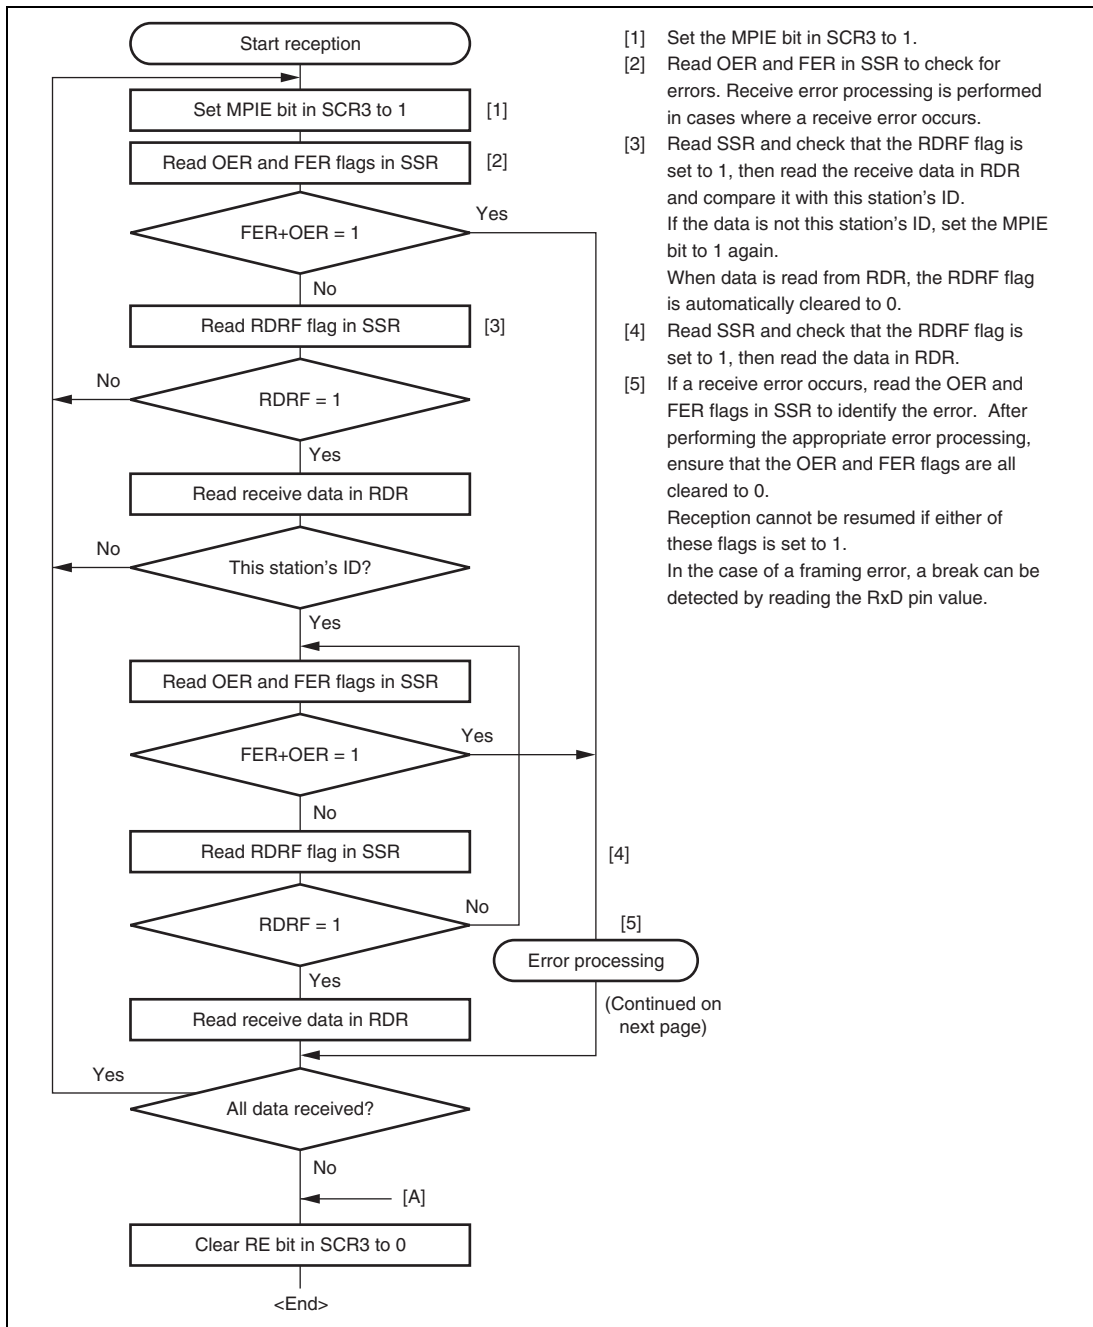 Start reception
Set MPIE bit in SCR3 to 1
[1]
Read OER and FER flags in SSR
[2]
FER+OER = 1
Yes
No
Read RDRF flag in SSR
[3]
RDRF = 1
No
Yes
Read receive data in RDR
This station's ID?
No
Yes
Read OER and FER flags in SSR
FER+OER = 1
Yes
No
Read RDRF flag in SSR
[4]
RDRF = 1
No
[5]
Error processing
Yes
(Continued on
next page)
Read receive data in RDR
Yes
All data received?
No
[A]
Clear RE bit in SCR3 to 0
<End>
[1] Set the MPIE bit in SCR3 to 1.
[2] Read OER and FER in SSR to check for
errors. Receive error processing is performed
in cases where a receive error occurs.
[3] Read SSR and check that the RDRF flag is
set to 1, then read the receive data in RDR
and compare it with this station's ID.
If the data is not this station's ID, set the MPIE
bit to 1 again.
When data is read from RDR, the RDRF flag
is automatically cleared to 0.
[4] Read SSR and check that the RDRF flag is
set to 1, then read the data in RDR.
[5] If a receive error occurs, read the OER and
FER flags in SSR to identify the error. After
performing the appropriate error processing,
ensure that the OER and FER flags are all
cleared to 0.
Reception cannot be resumed if either of
these flags is set to 1.
In the case of a framing error, a break can be
detected by reading the RxD pin value.